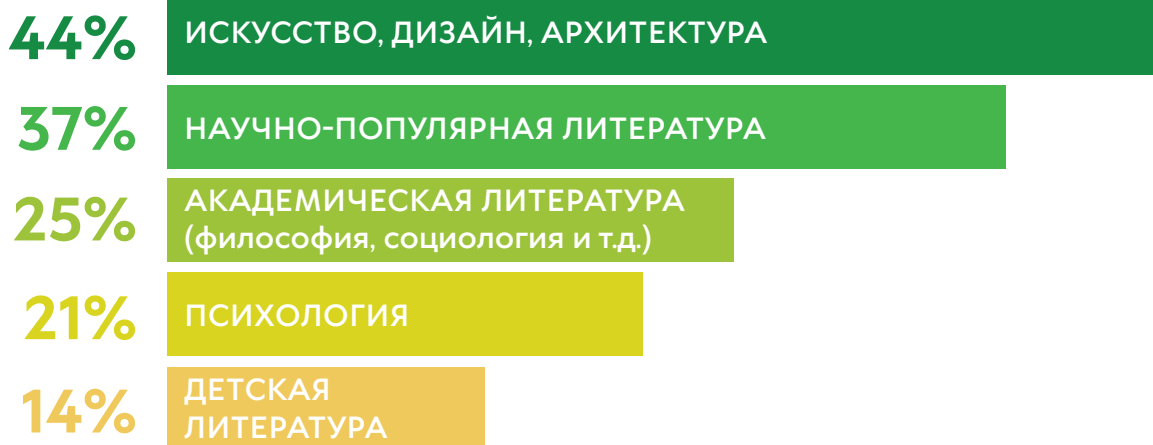 44% ИСКУССТВО, ДИЗАЙН, АРХИТЕКТУРА
37% НАУЧНО-ПОПУЛЯРНАЯ ЛИТЕРАТУРА
25% АКАДЕМИЧЕСКАЯ ЛИТЕРАТУРА
(философия, социология и т.д.)
21% ПСИХОЛОГИЯ
14% ДЕТСКАЯ
ЛИТЕРАТУРА